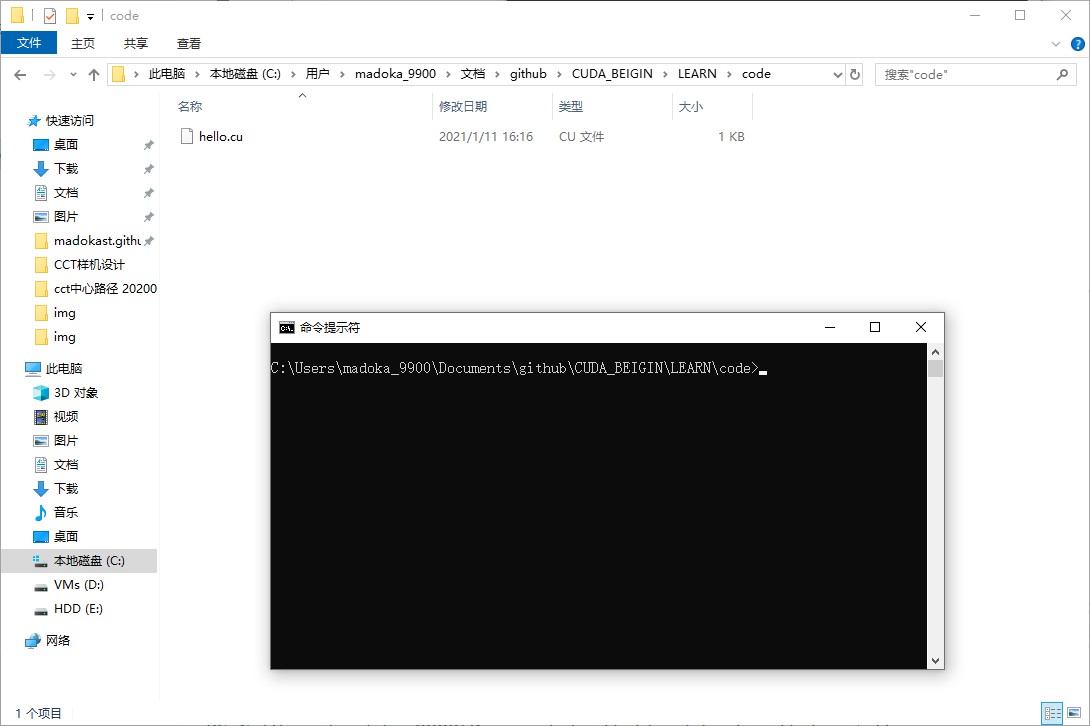 code
文件 主页 共享 查看
此电脑 本地磁盘 (C:) 用户 madoka_9900 文档 github CUDA_BEIGIN LEARN code 搜索"code"
名称 修改日期 类型 大小
hello.cu 2021/1/11 16:16 CU 文件 1 KB
快速访问
桌面
下载
文档
图片
madokast.githu
CCT样机设计
cct中心路径 20200
img
img
此电脑
3D 对象
视频
图片
文档
下载
音乐
桌面
本地磁盘 (C:)
VMs (D:)
HDD (E:)
网络
命令提示符
C:\Users\madoka_9900\Documents\github\CUDA_BEIGIN\LEARN\code>
1 个项目